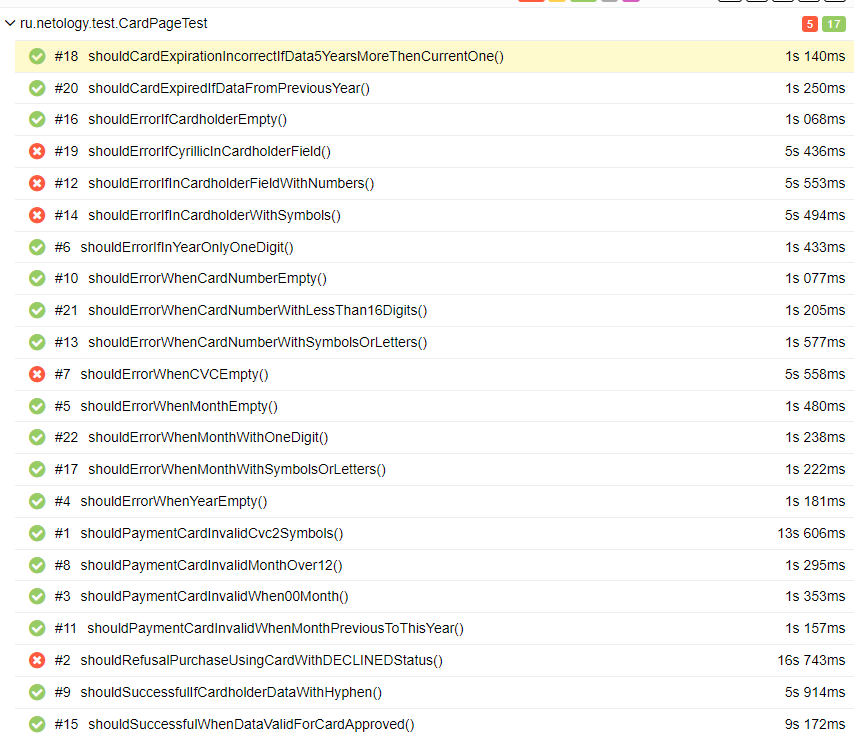 ru.netology.test.CardPageTest 5 17
#18 shouldCardExpirationIncorrectIfData5YearsMoreThenCurrentOne() 1s 140ms
#20 shouldCardExpiredIfDataFromPreviousYear() 1s 250ms
#16 shouldErrorIfCardholderEmpty() 1s 068ms
#19 shouldErrorIfCyrillicInCardholderField() 5s 436ms
#12 shouldErrorIfInCardholderFieldWithNumbers() 5s 553ms
#14 shouldErrorIfInCardholderWithSymbols() 5s 494ms
#6 shouldErrorIfInYearOnlyOneDigit() 1s 433ms
#10 shouldErrorWhenCardNumberEmpty() 1s 077ms
#21 shouldErrorWhenCardNumberWithLessThan16Digits() 1s 205ms
#13 shouldErrorWhenCardNumberWithSymbolsOrLetters() 1s 577ms
#7 shouldErrorWhenCVCEmpty() 5s 558ms
#5 shouldErrorWhenMonthEmpty() 1s 480ms
#22 shouldErrorWhenMonthWithOneDigit() 1s 238ms
#17 shouldErrorWhenMonthWithSymbolsOrLetters() 1s 222ms
#4 shouldErrorWhenYearEmpty() 1s 181ms
#1 shouldPaymentCardInvalidCvc2Symbols() 13s 606ms
#8 shouldPaymentCardInvalidMonthOver12() 1s 295ms
#3 shouldPaymentCardInvalidWhen00Month() 1s 353ms
#11 shouldPaymentCardInvalidWhenMonthPreviousToThisYear() 1s 157ms
#2 shouldRefusalPurchaseUsingCardWithDECLINEDStatus() 16s 743ms
#9 shouldSuccessfulIfCardholderDataWithHyphen() 5s 914ms
#15 shouldSuccessfulWhenDataValidForCardApproved() 9s 172ms